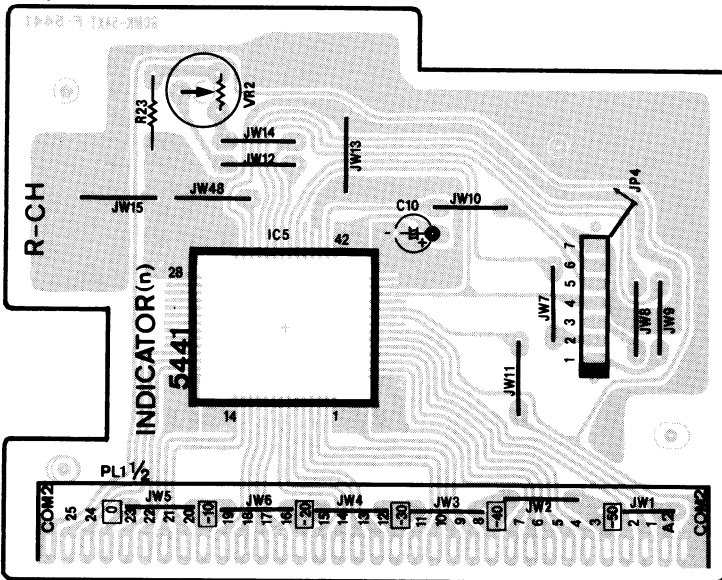 BCMK-54XT F-5441
R23
VR2
JW14
JW12
JW13
JW15
JW48
JW10
C10
JP4
R-CH
IC5
42
28
INDICATOR(n)
5441
14
1
- +
JW7
7
6
5
4
3
2
1
JW8
JW9
JW11
PL1 1/2
COM2
25
24
0
23
22
21
20
-10
19
18
17
16
-20
15
14
13
12
-30
11
10
9
8
-40
7
6
5
4
3
-50
2
1
A2
COM2
JW5
JW6
JW4
JW3
JW2
JW1